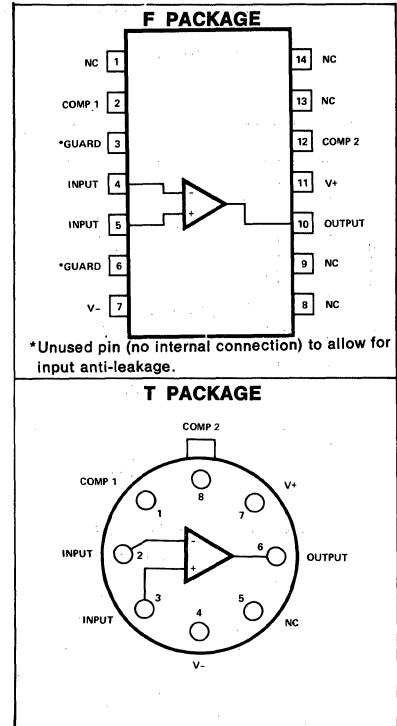 F PACKAGE
NC 1
14 NC
COMP 1 2
13 NC
*GUARD 3
12 COMP 2
INPUT 4
11 V+
-
+
INPUT 5
10 OUTPUT
*GUARD 6
9 NC
V- 7
8 NC
*Unused pin (no internal connection) to allow for
input anti-leakage.
T PACKAGE
COMP 2
COMP 1
8
V+
1
7
INPUT 2
-
6 OUTPUT
+
3
INPUT
4
5
NC
V-